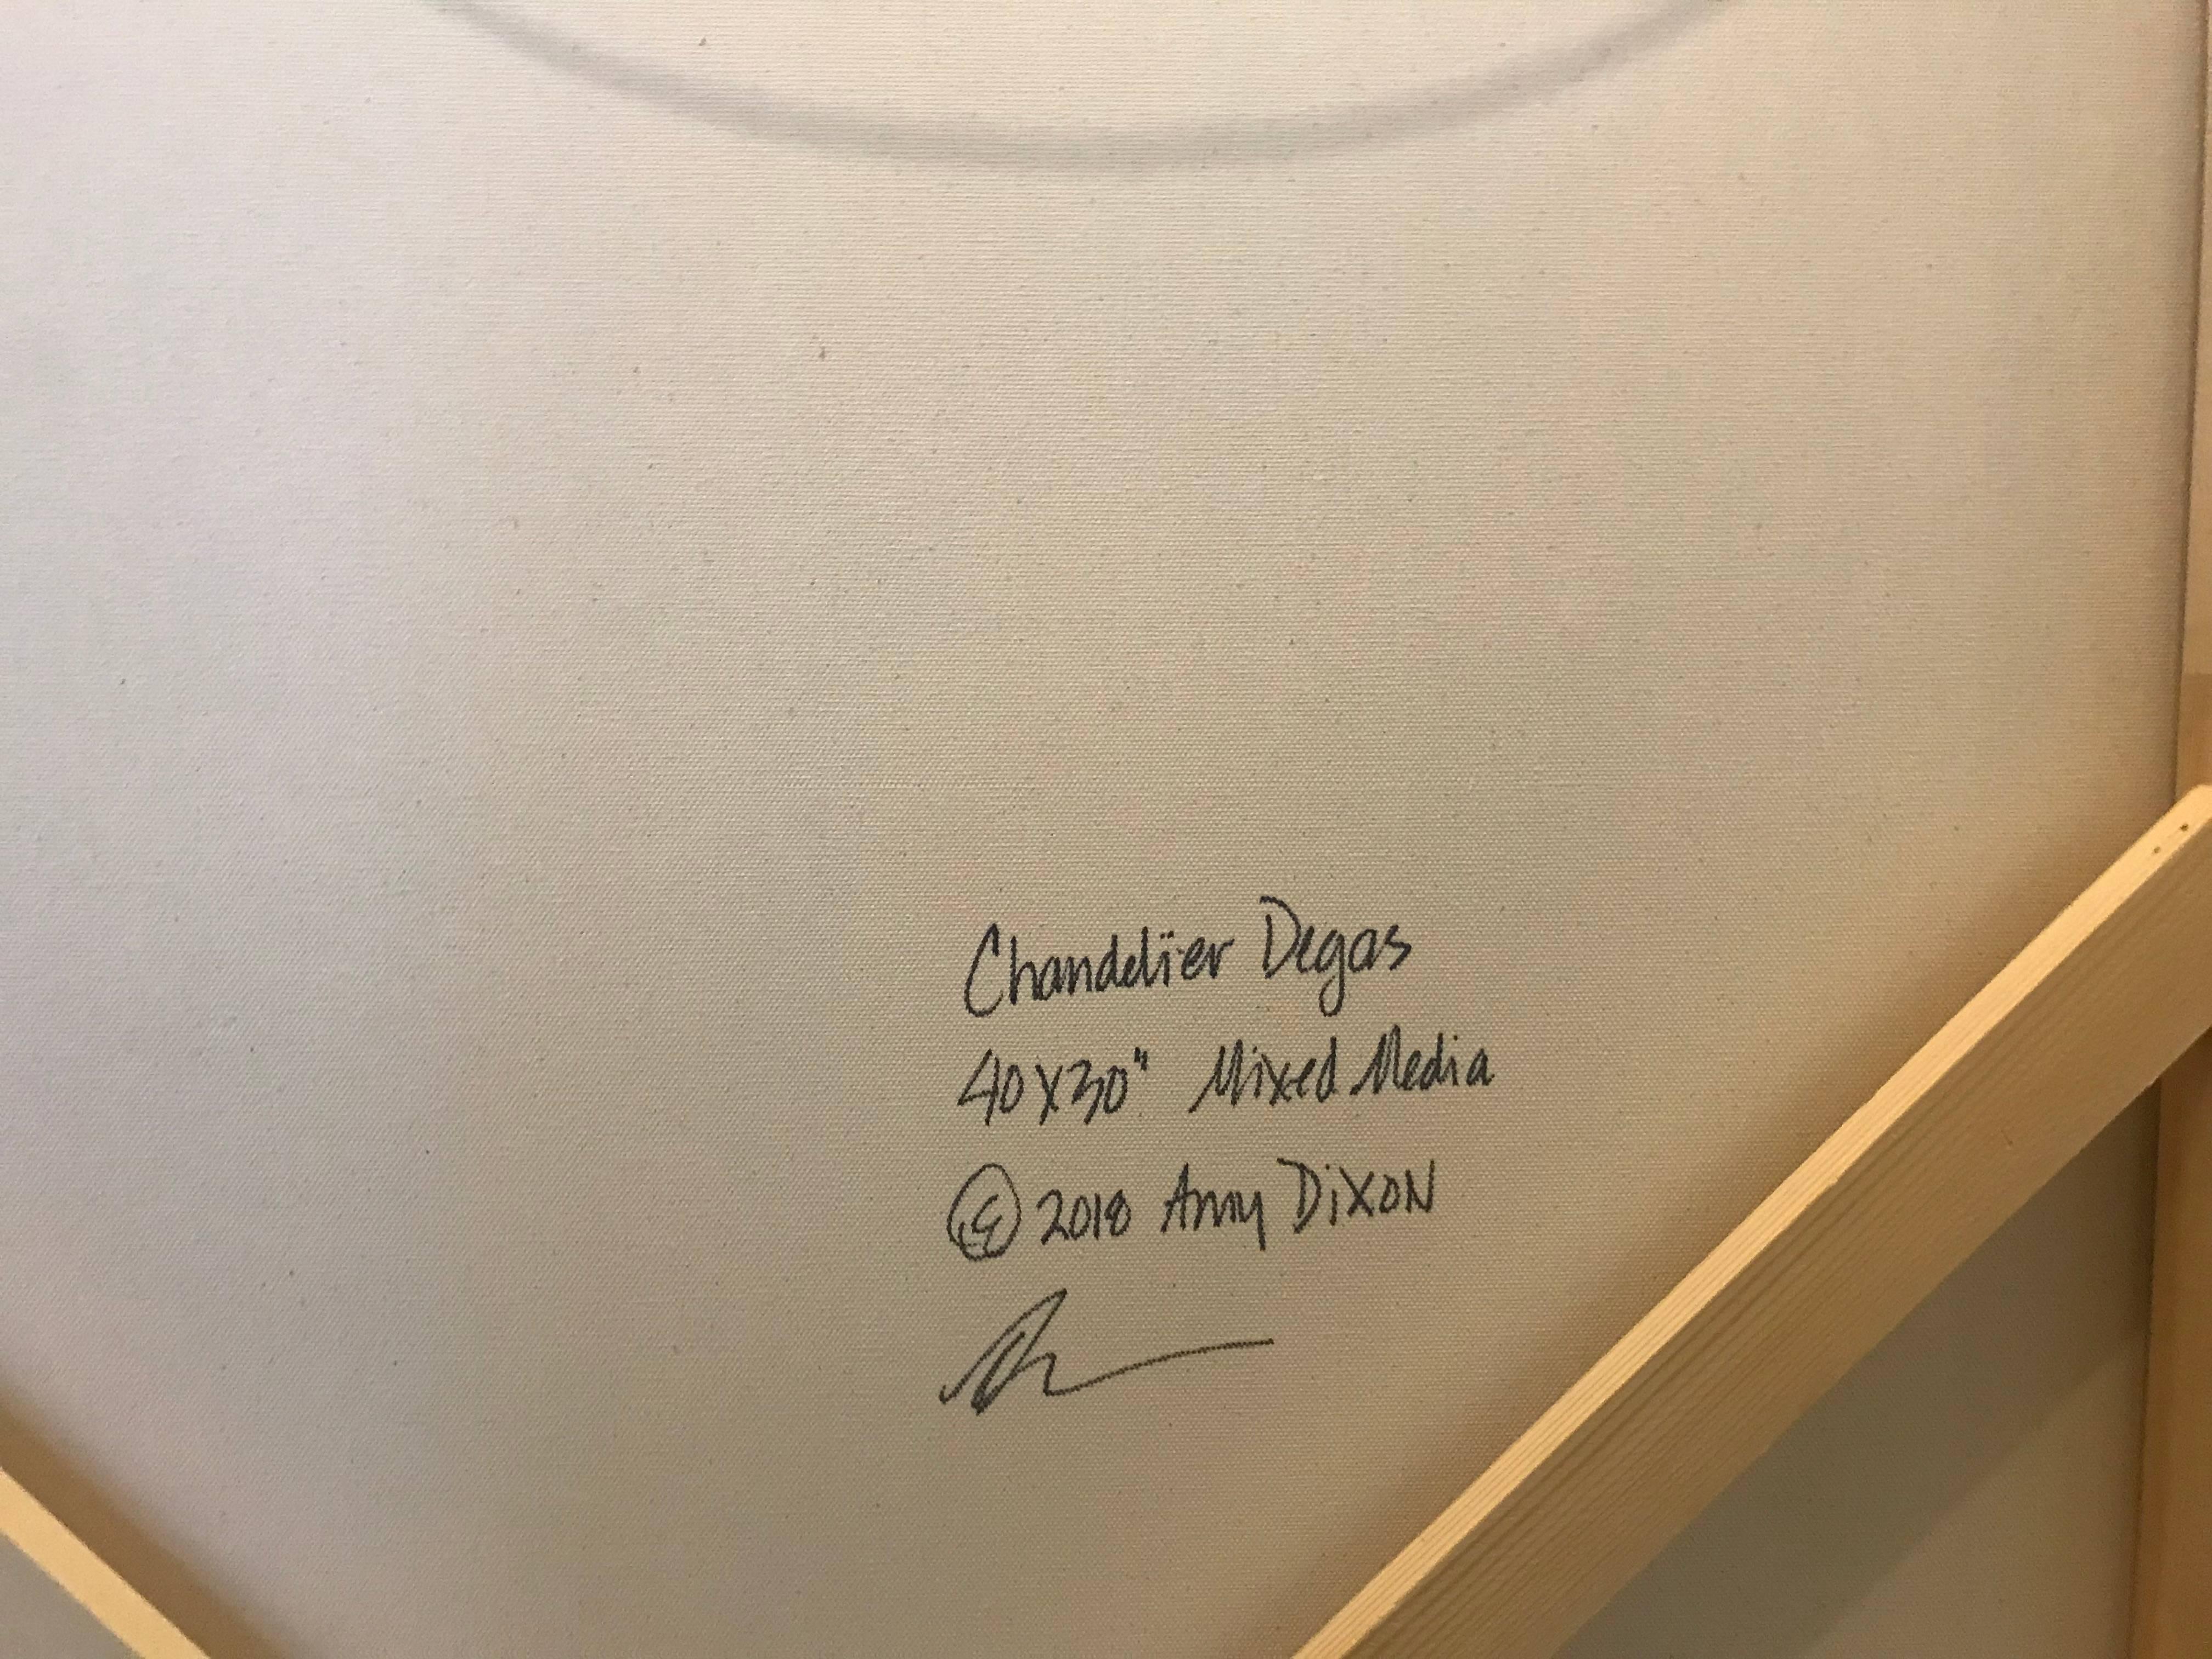 Chandelier Degas
40x30" Mixed Media
© 2018 Amy Dixon